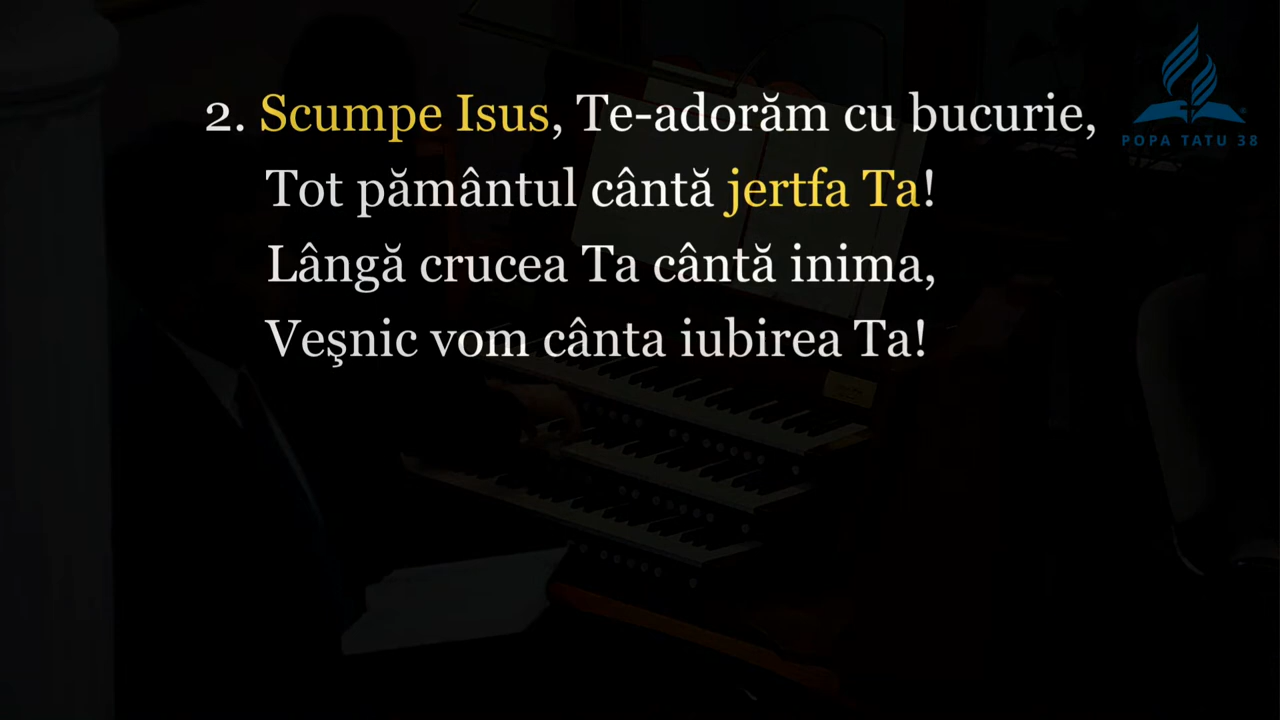 2. Scumpe Isus, Te-adorăm cu bucurie,
Tot pământul cântă jertfa Ta!
Lângă crucea Ta cântă inima,
Veşnic vom cânta iubirea Ta!
POPA TATU 38